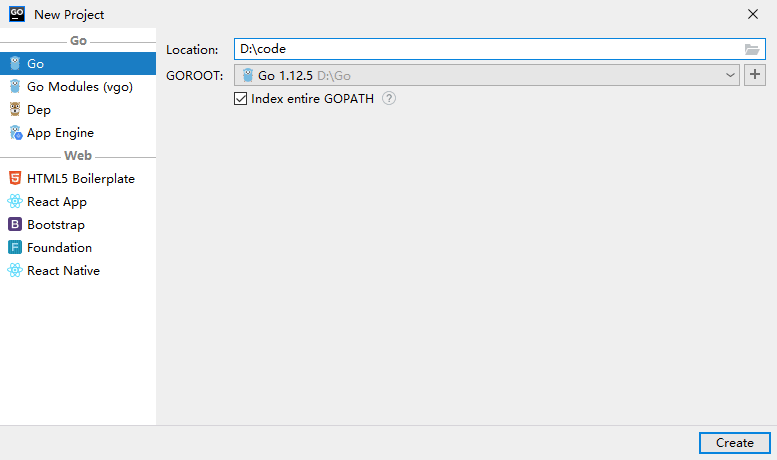 GO New Project
Go
Go
Go Modules (vgo)
Dep
App Engine
Web
5 HTML5 Boilerplate
React App
B Bootstrap
F Foundation
React Native
Location: D:\code
GOROOT: Go 1.12.5 D:\Go
Index entire GOPATH ?
Create